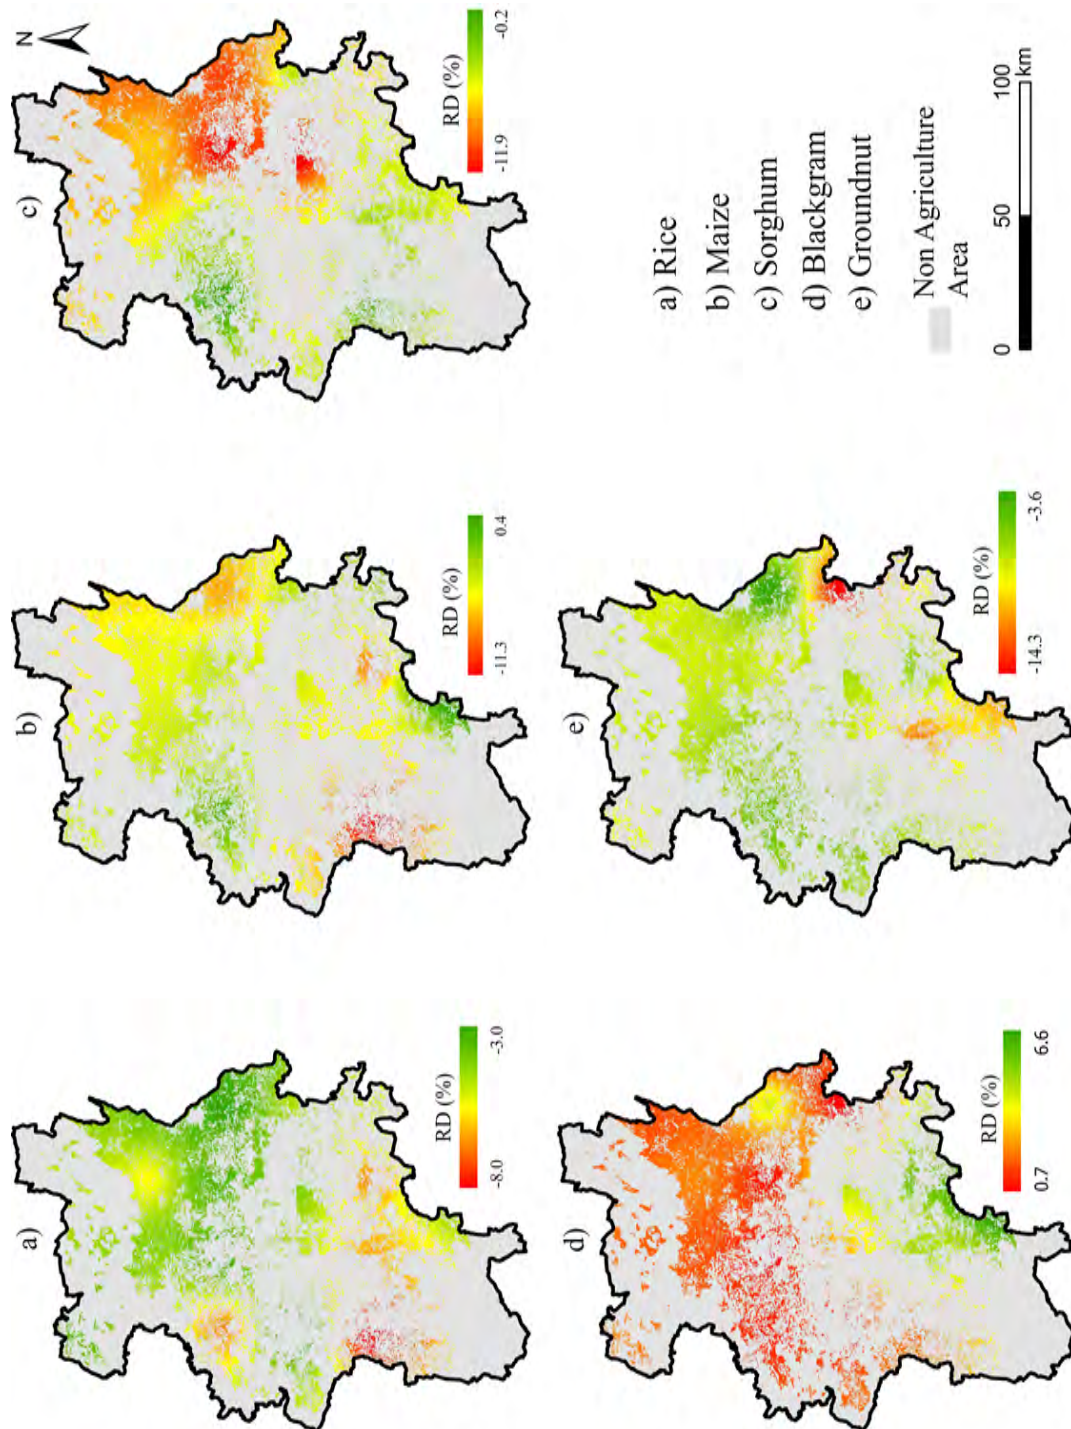 a)
RD (%)
-8.0 -3.0
b)
RD (%)
-11.3 0.4
c)
N
RD (%)
-11.9 -0.2
d)
RD (%)
0.7 6.6
e)
RD (%)
-14.3 -3.6
a) Rice
b) Maize
c) Sorghum
d) Blackgram
e) Groundnut
Non Agriculture
Area
0 50 100
km